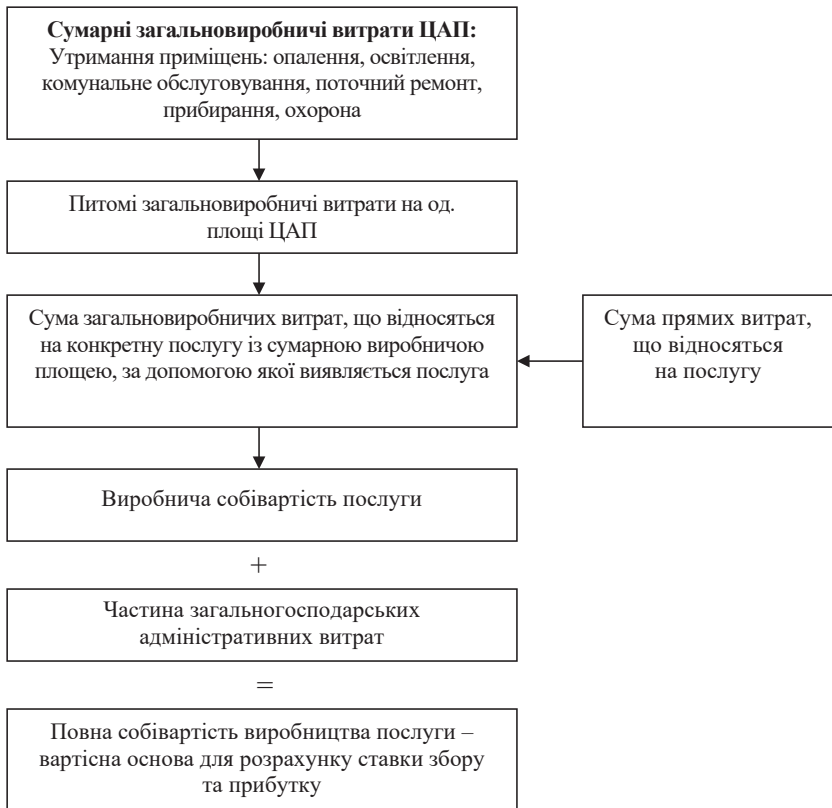 Сумарні загальновиробничі витрати ЦАП:
Утримання приміщень: опалення, освітлення,
комунальне обслуговування, поточний ремонт,
прибирання, охорона
Питомі загальновиробничі витрати на од.
площі ЦАП
Сума загальновиробничих витрат, що відносяться
на конкретну послугу із сумарною виробничою
площею, за допомогою якої виявляється послуга
Сума прямих витрат,
що відносяться
на послугу
Виробнича собівартість послуги
+
Частина загальногосподарських
адміністративних витрат
=
Повна собівартість виробництва послуги –
вартісна основа для розрахунку ставки збору
та прибутку